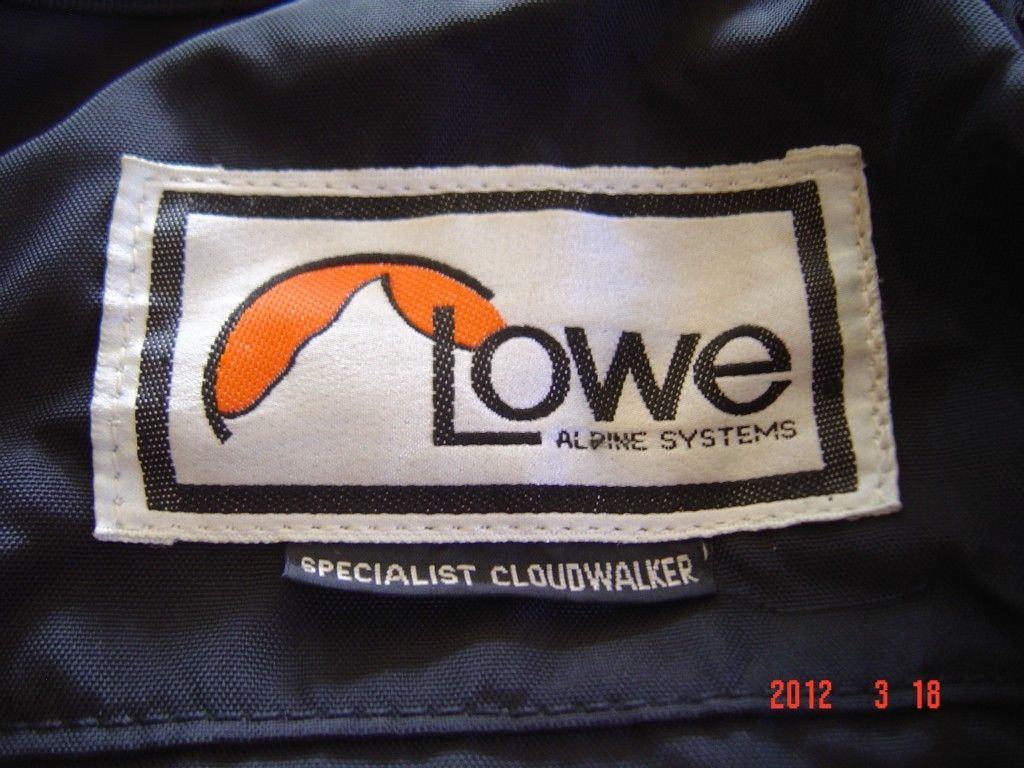 Lowe
ALPINE SYSTEMS
SPECIALIST CLOUDWALKER
2012 3 18